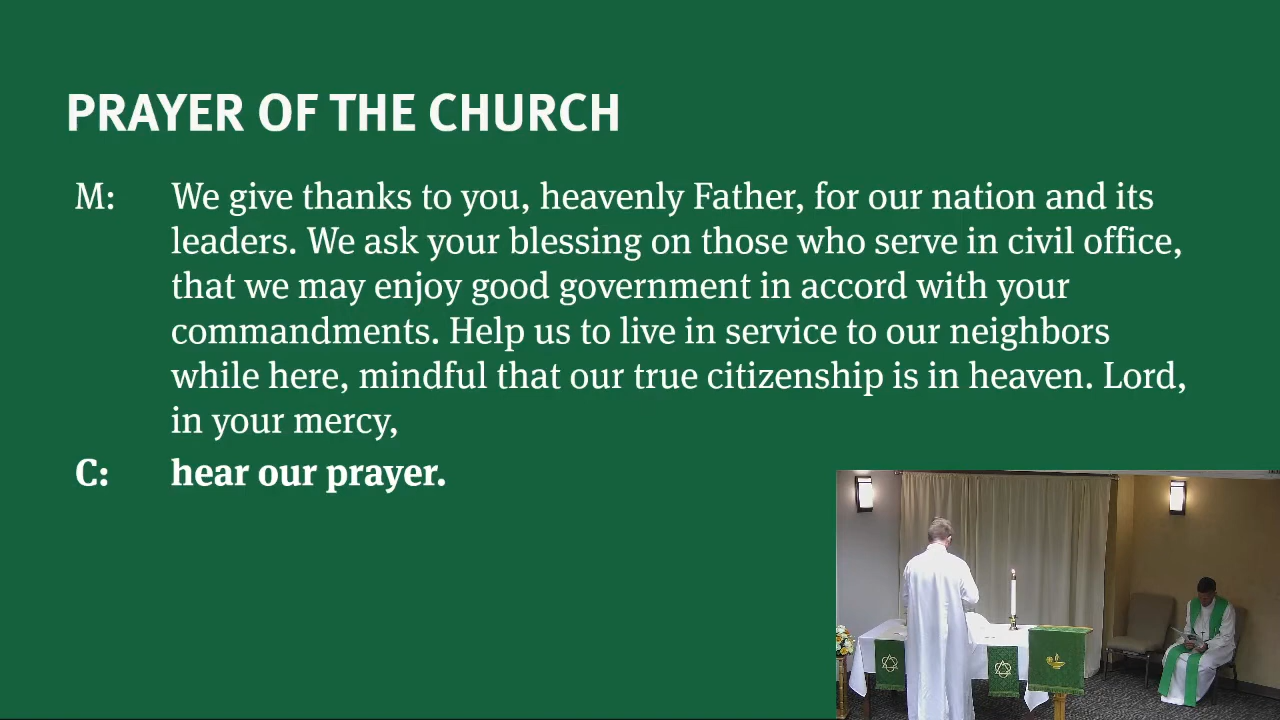 PRAYER OF THE CHURCH
M: We give thanks to you, heavenly Father, for our nation and its
leaders. We ask your blessing on those who serve in civil office,
that we may enjoy good government in accord with your
commandments. Help us to live in service to our neighbors
while here, mindful that our true citizenship is in heaven. Lord,
in your mercy,
C: hear our prayer.